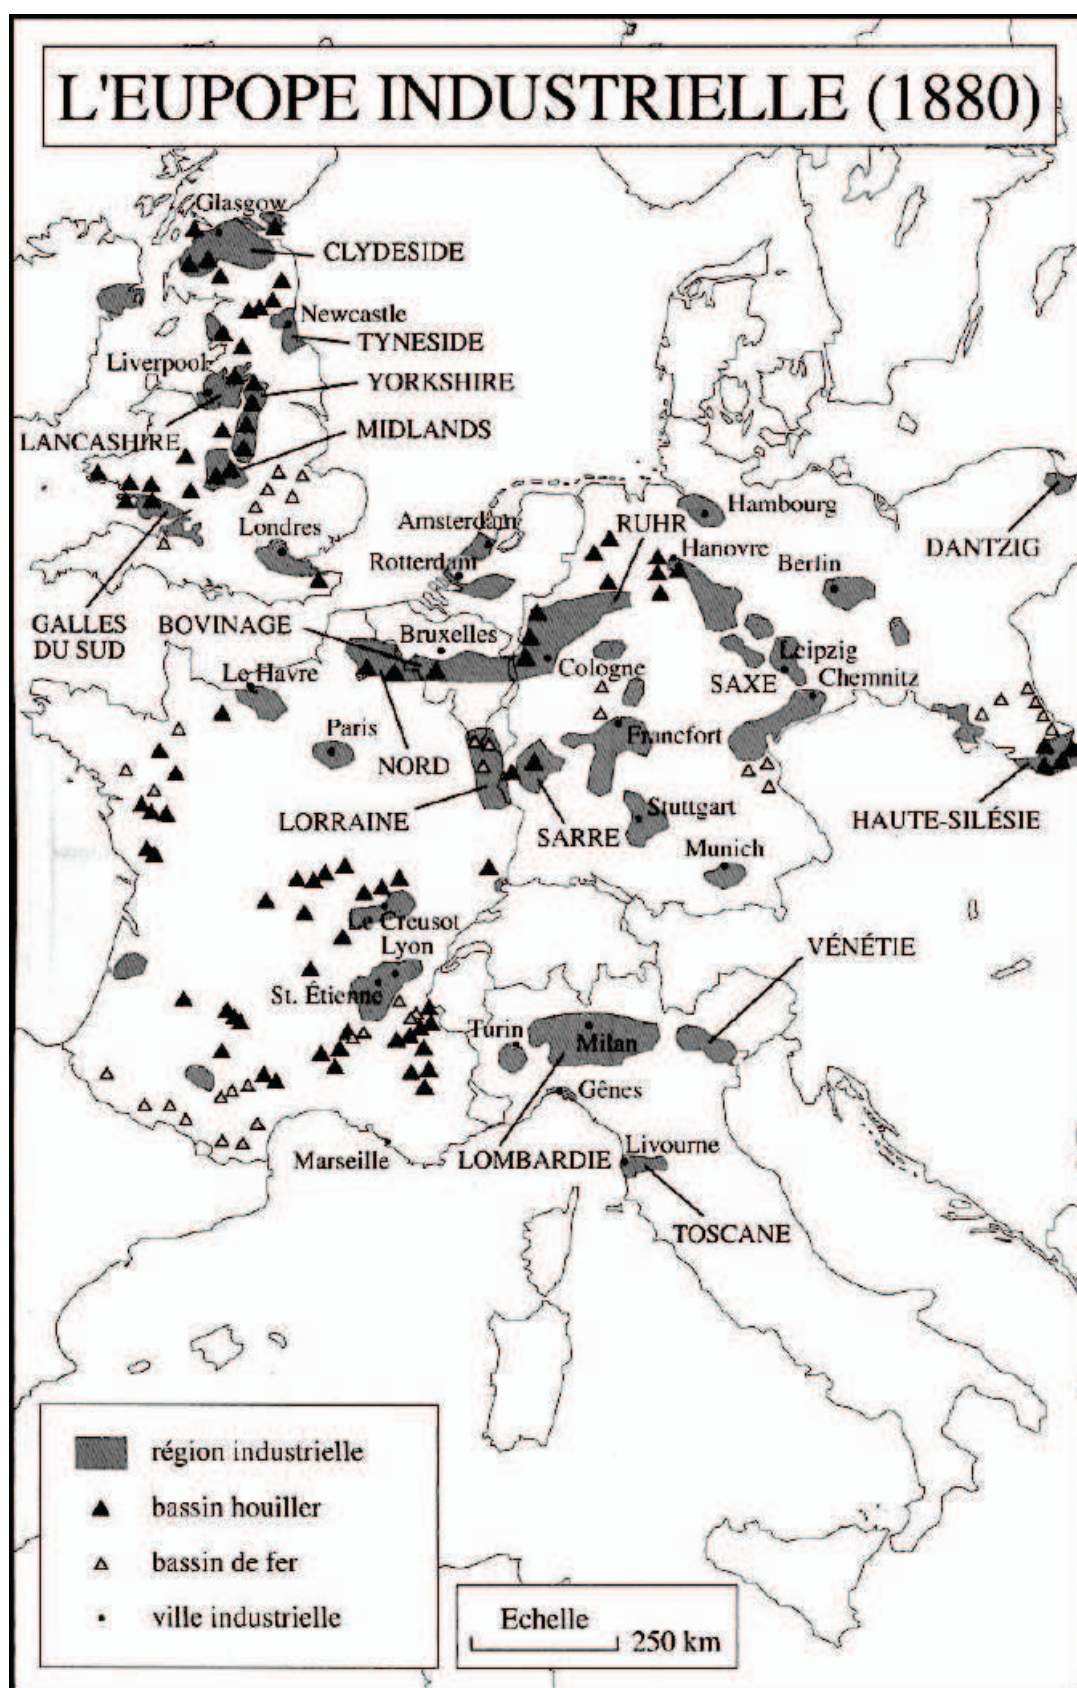 L'EUPOPE INDUSTRIELLE (1880)
Glasgow
CLYDESIDE
Newcastle
TYNESIDE
Liverpool
YORKSHIRE
LANCASHIRE
MIDLANDS
Londres
Amsterdam
Rotterdam
RUHR
Hambourg
Hanovre
Berlin
DANTZIG
GALLES
DU SUD
BOVINAGE
Bruxelles
Cologne
Leipzig
SAXE
Chemnitz
Le Havre
Paris
NORD
Francfort
LORRAINE
SARRE
Stuttgart
HAUTE-SILÉSIE
Munich
Le Creusot
Lyon
St. Étienne
VÉNÉTIE
Turin
Milan
Gênes
Marseille
LOMBARDIE
Livourne
TOSCANE
région industrielle
bassin houiller
bassin de fer
ville industrielle
Echelle
250 km